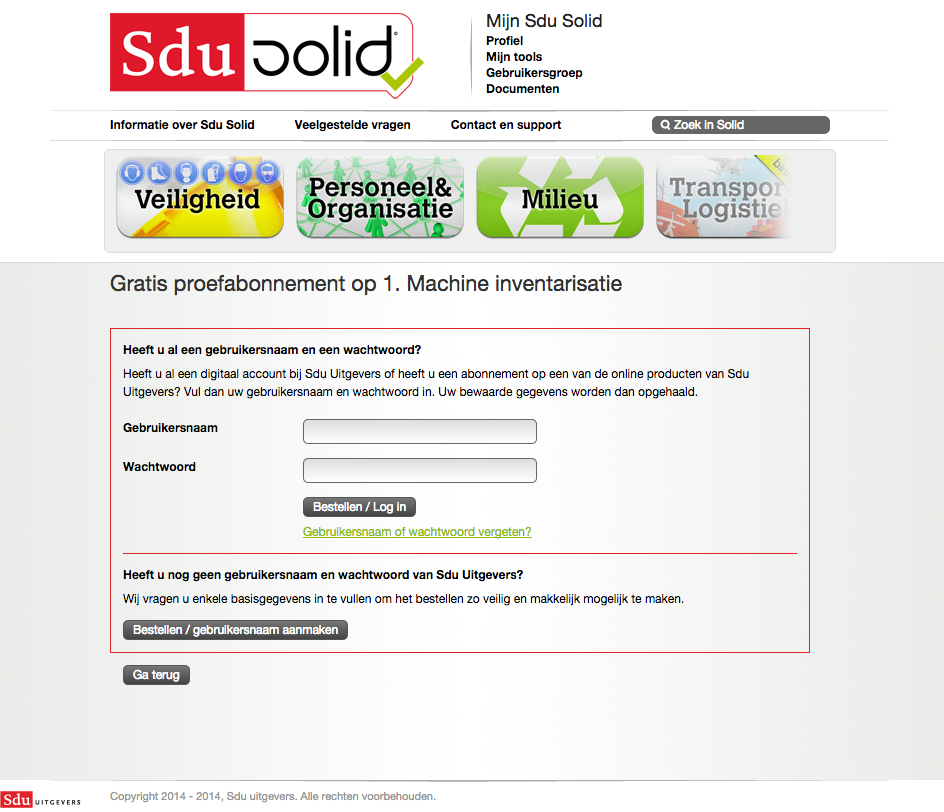 Sdu solid
Mijn Sdu Solid
Profiel
Mijn tools
Gebruikersgroep
Documenten
Informatie over Sdu Solid
Veelgestelde vragen
Contact en support
Zoek in Solid
Veiligheid
Personeel&
Organisatie
Milieu
Transpor
Logistie
Gratis proefabonnement op 1. Machine inventarisatie
Heeft u al een gebruikersnaam en een wachtwoord?
Heeft u al een digitaal account bij Sdu Uitgevers of heeft u een abonnement op een van de online producten van Sdu
Uitgevers? Vul dan uw gebruikersnaam en wachtwoord in. Uw bewaarde gegevens worden dan opgehaald.
Gebruikersnaam
Wachtwoord
Bestellen / Log in
Gebruikersnaam of wachtwoord vergeten?
Heeft u nog geen gebruikersnaam en wachtwoord van Sdu Uitgevers?
Wij vragen u enkele basisgegevens in te vullen om het bestellen zo veilig en makkelijk mogelijk te maken.
Bestellen / gebruikersnaam aanmaken
Ga terug
Sdu UITGEVERS
Copyright 2014 - 2014, Sdu uitgevers. Alle rechten voorbehouden.